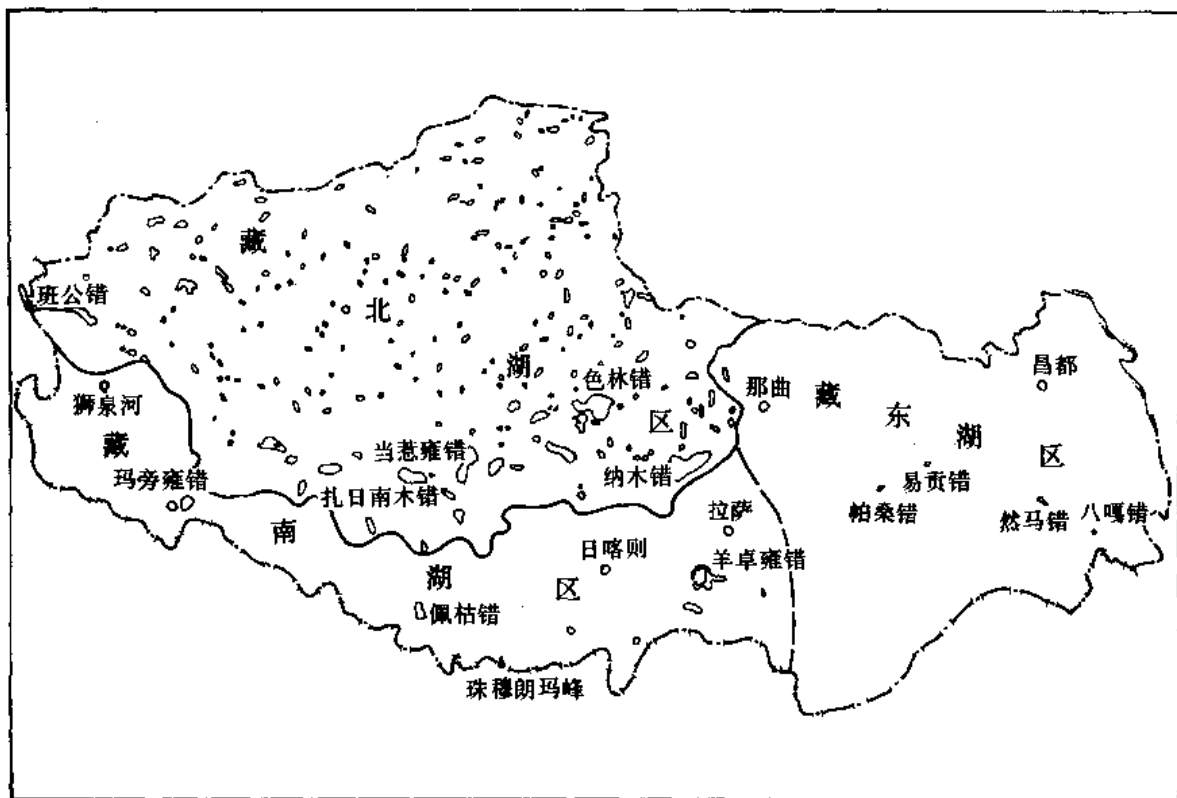 藏北湖区
班公错
色林错
当惹雍错
纳木错
扎日南木错
狮泉河
藏南湖区
玛旁雍错
拉萨
日喀则
羊卓雍错
佩枯错
珠穆朗玛峰
那曲
昌都
藏东湖区
易贡错
帕桑错
然马错
八嘎错